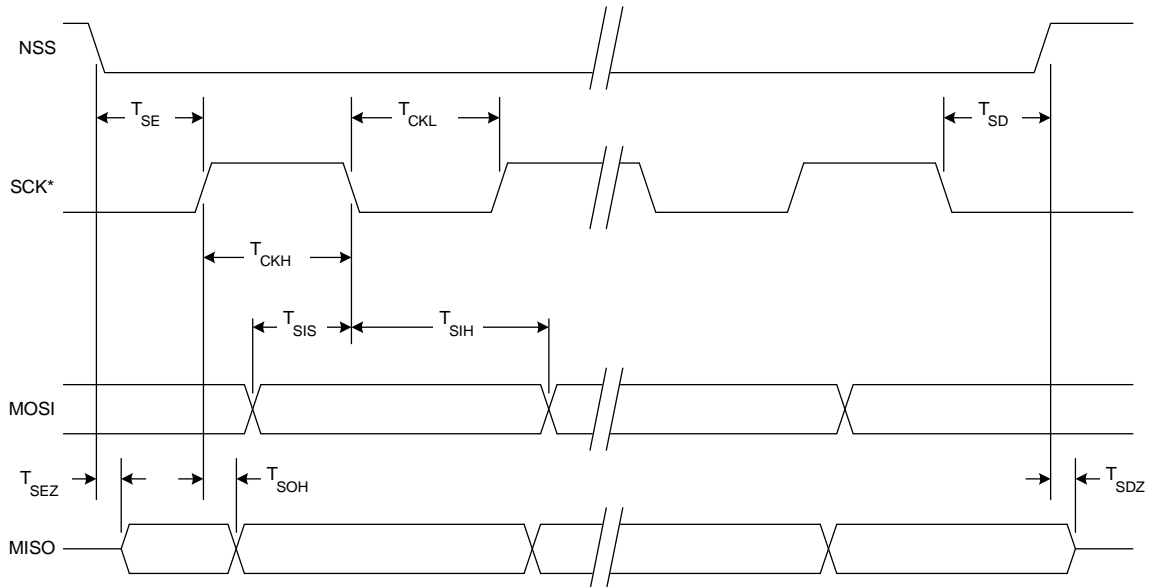 NSS
T_SE
T_CKL
T_SD
SCK*
T_CKH
T_SIS
T_SIH
MOSI
T_SEZ
T_SOH
T_SDZ
MISO